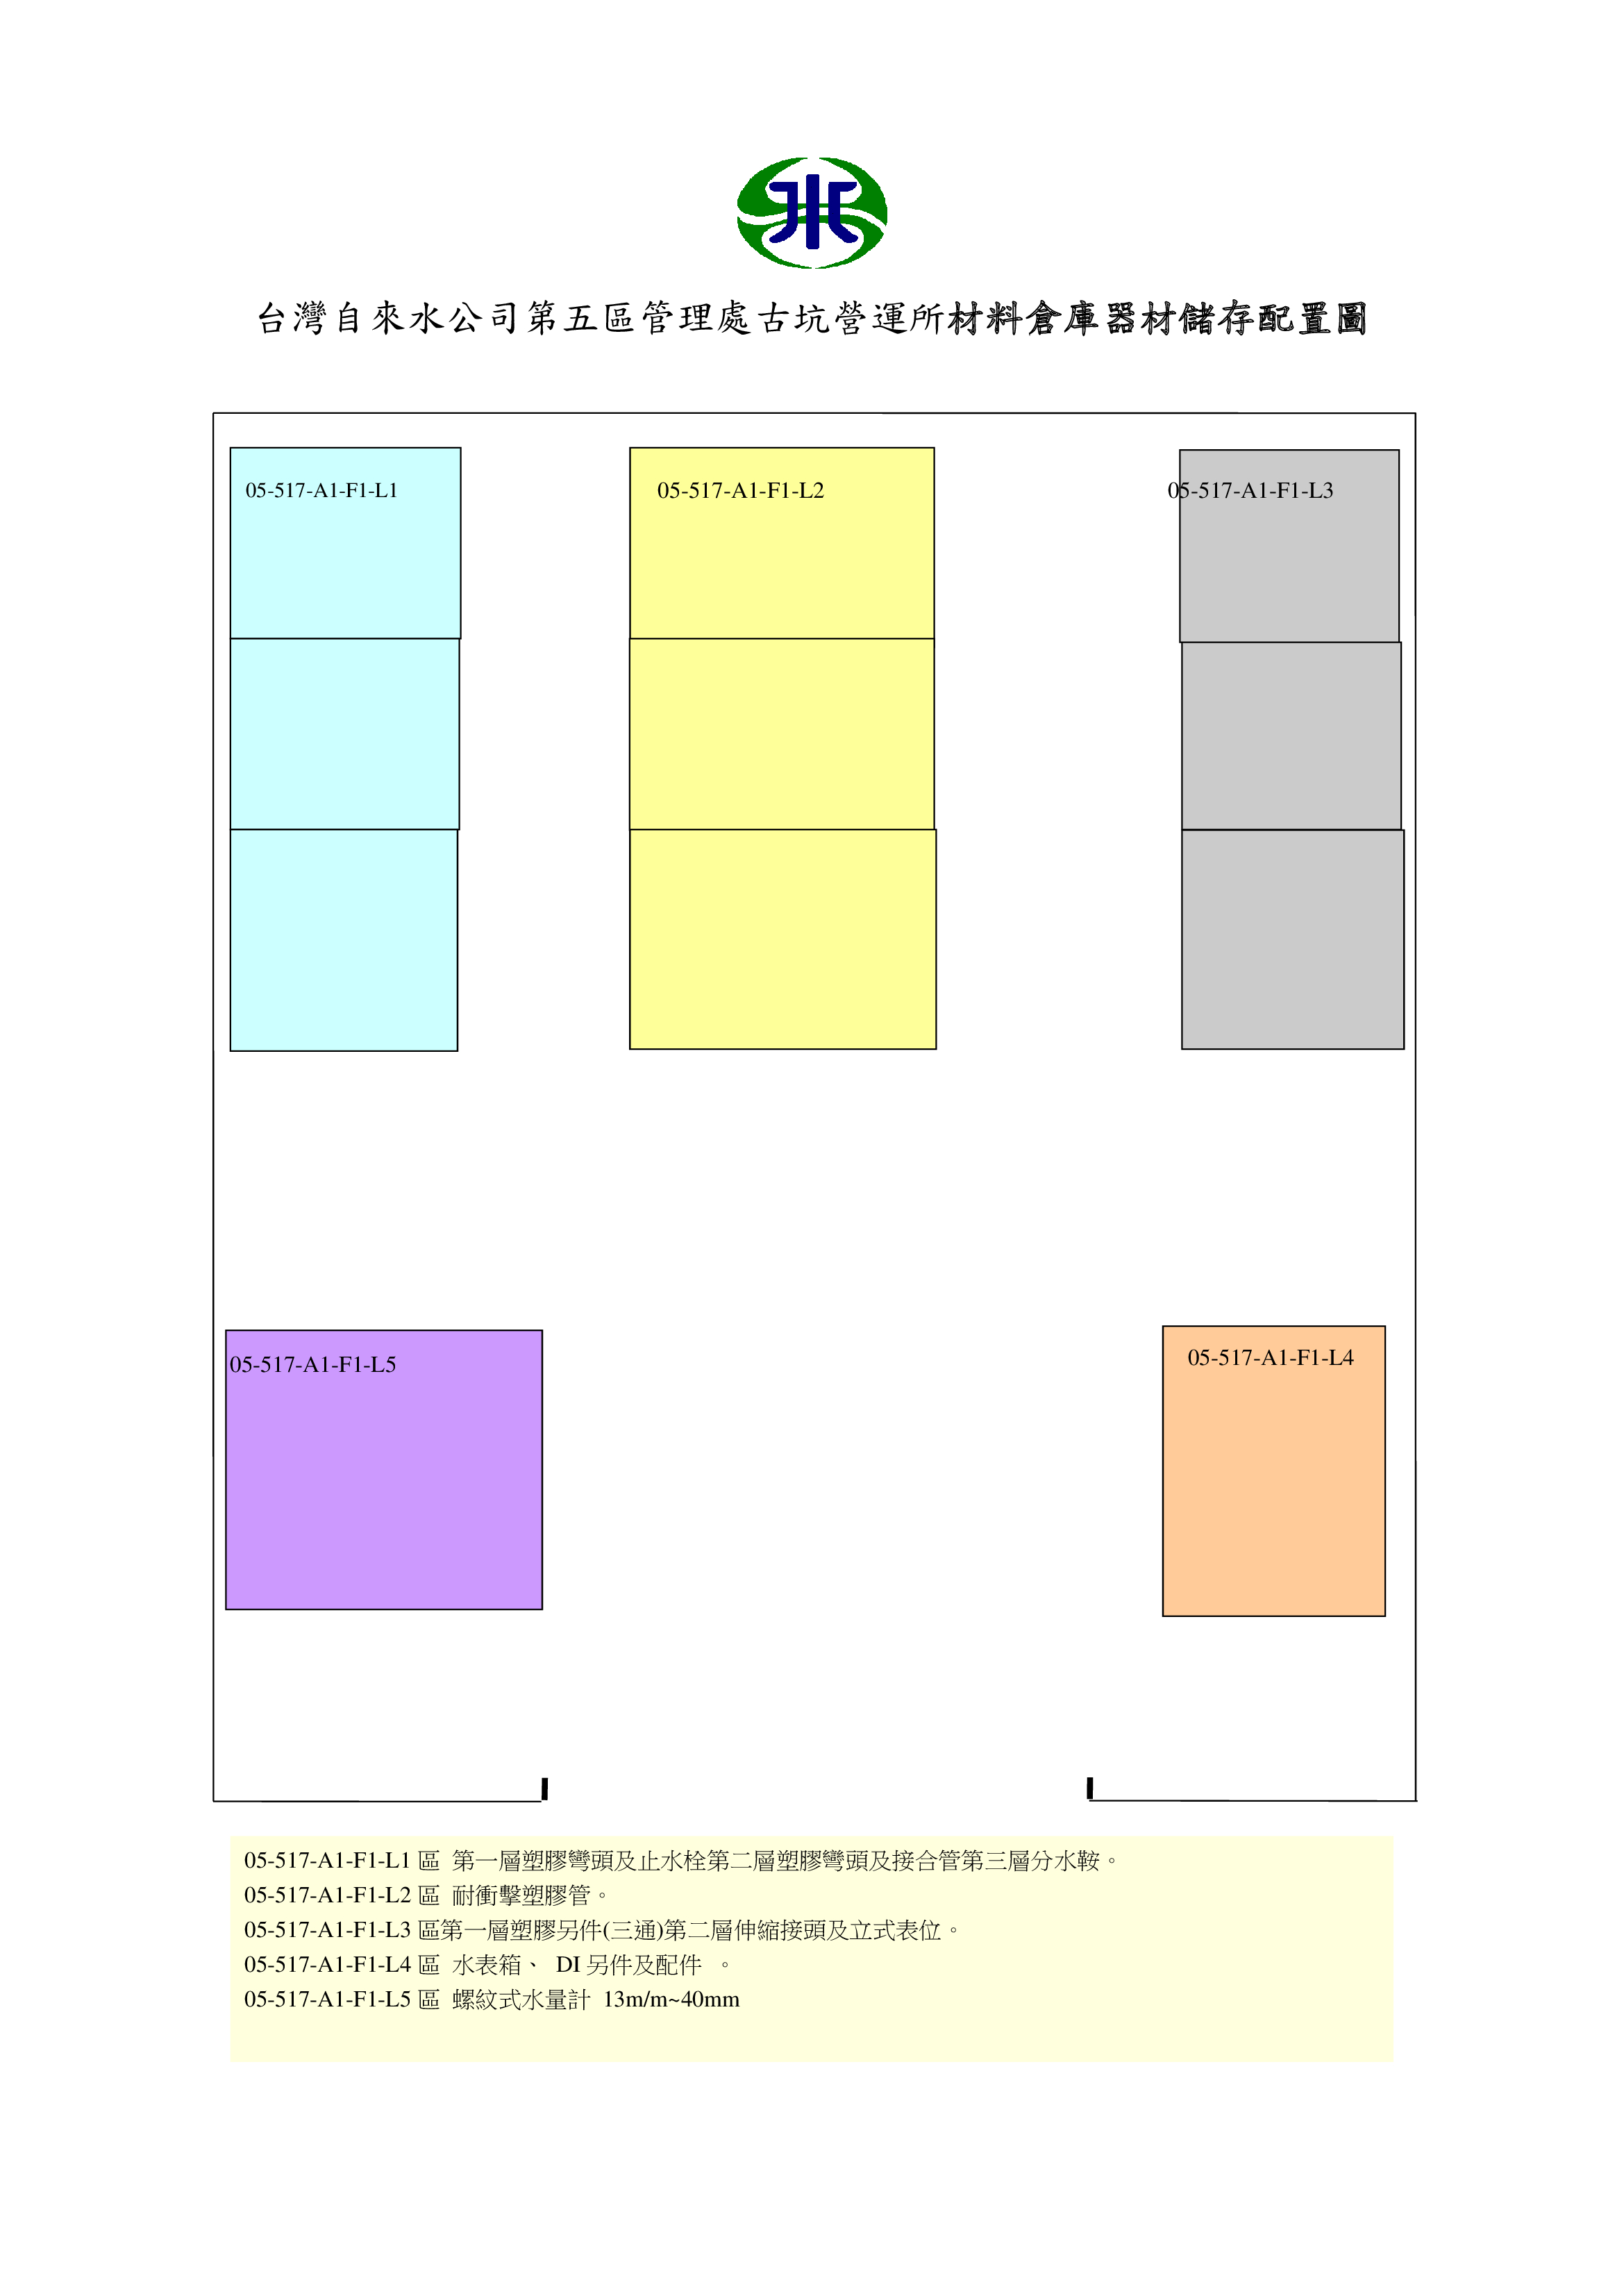 台灣自來水公司第五區管理處古坑營運所材料倉庫器材儲存配置圖
05-517-A1-F1-L1
05-517-A1-F1-L2
05-517-A1-F1-L3
05-517-A1-F1-L5
05-517-A1-F1-L4
05-517-A1-F1-L1 區 第一層塑膠彎頭及止水栓第二層塑膠彎頭及接合管第三層分水鞍。
05-517-A1-F1-L2 區 耐衝擊塑膠管。
05-517-A1-F1-L3 區第一層塑膠另件(三通)第二層伸縮接頭及立式表位。
05-517-A1-F1-L4 區 水表箱、 DI 另件及配件 。
05-517-A1-F1-L5 區 螺紋式水量計 13m/m~40mm